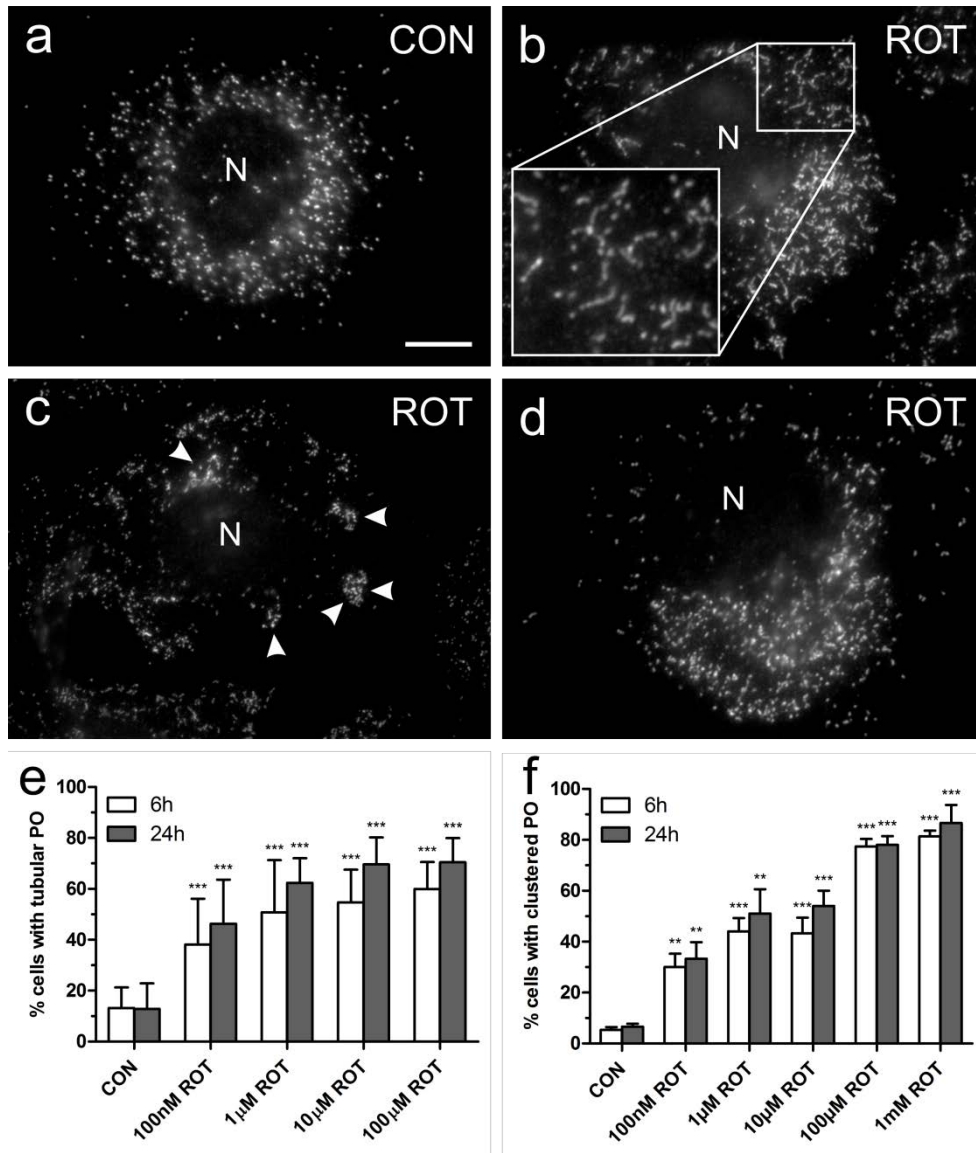 a CON
N
b ROT
N
c ROT
N
d ROT
N
e
100
80
60
40
20
0
% cells with tubular PO
6h
24h
*** *** *** *** *** *** *** ***
CON
100nM ROT
1µM ROT
10µM ROT
100µM ROT
f
100
80
60
40
20
0
% cells with clustered PO
6h
24h
** ** *** ** *** *** *** *** *** ***
CON
100nM ROT
1µM ROT
10µM ROT
100µM ROT
1mM ROT